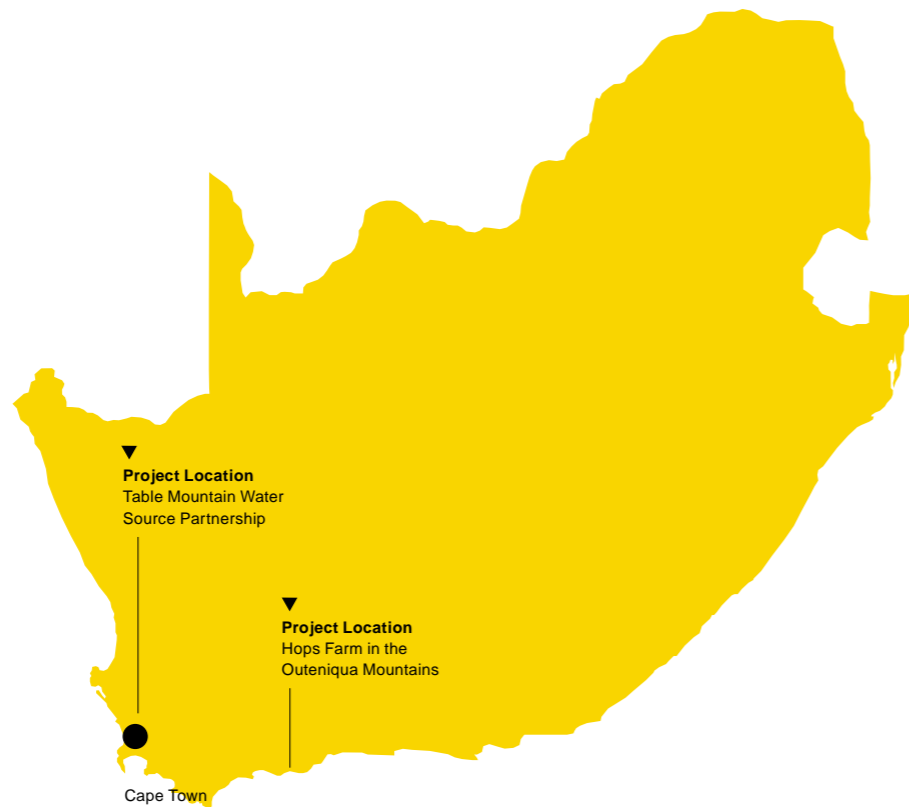 Project Location
Table Mountain Water
Source Partnership
Project Location
Hops Farm in the
Outeniqua Mountains
Cape Town